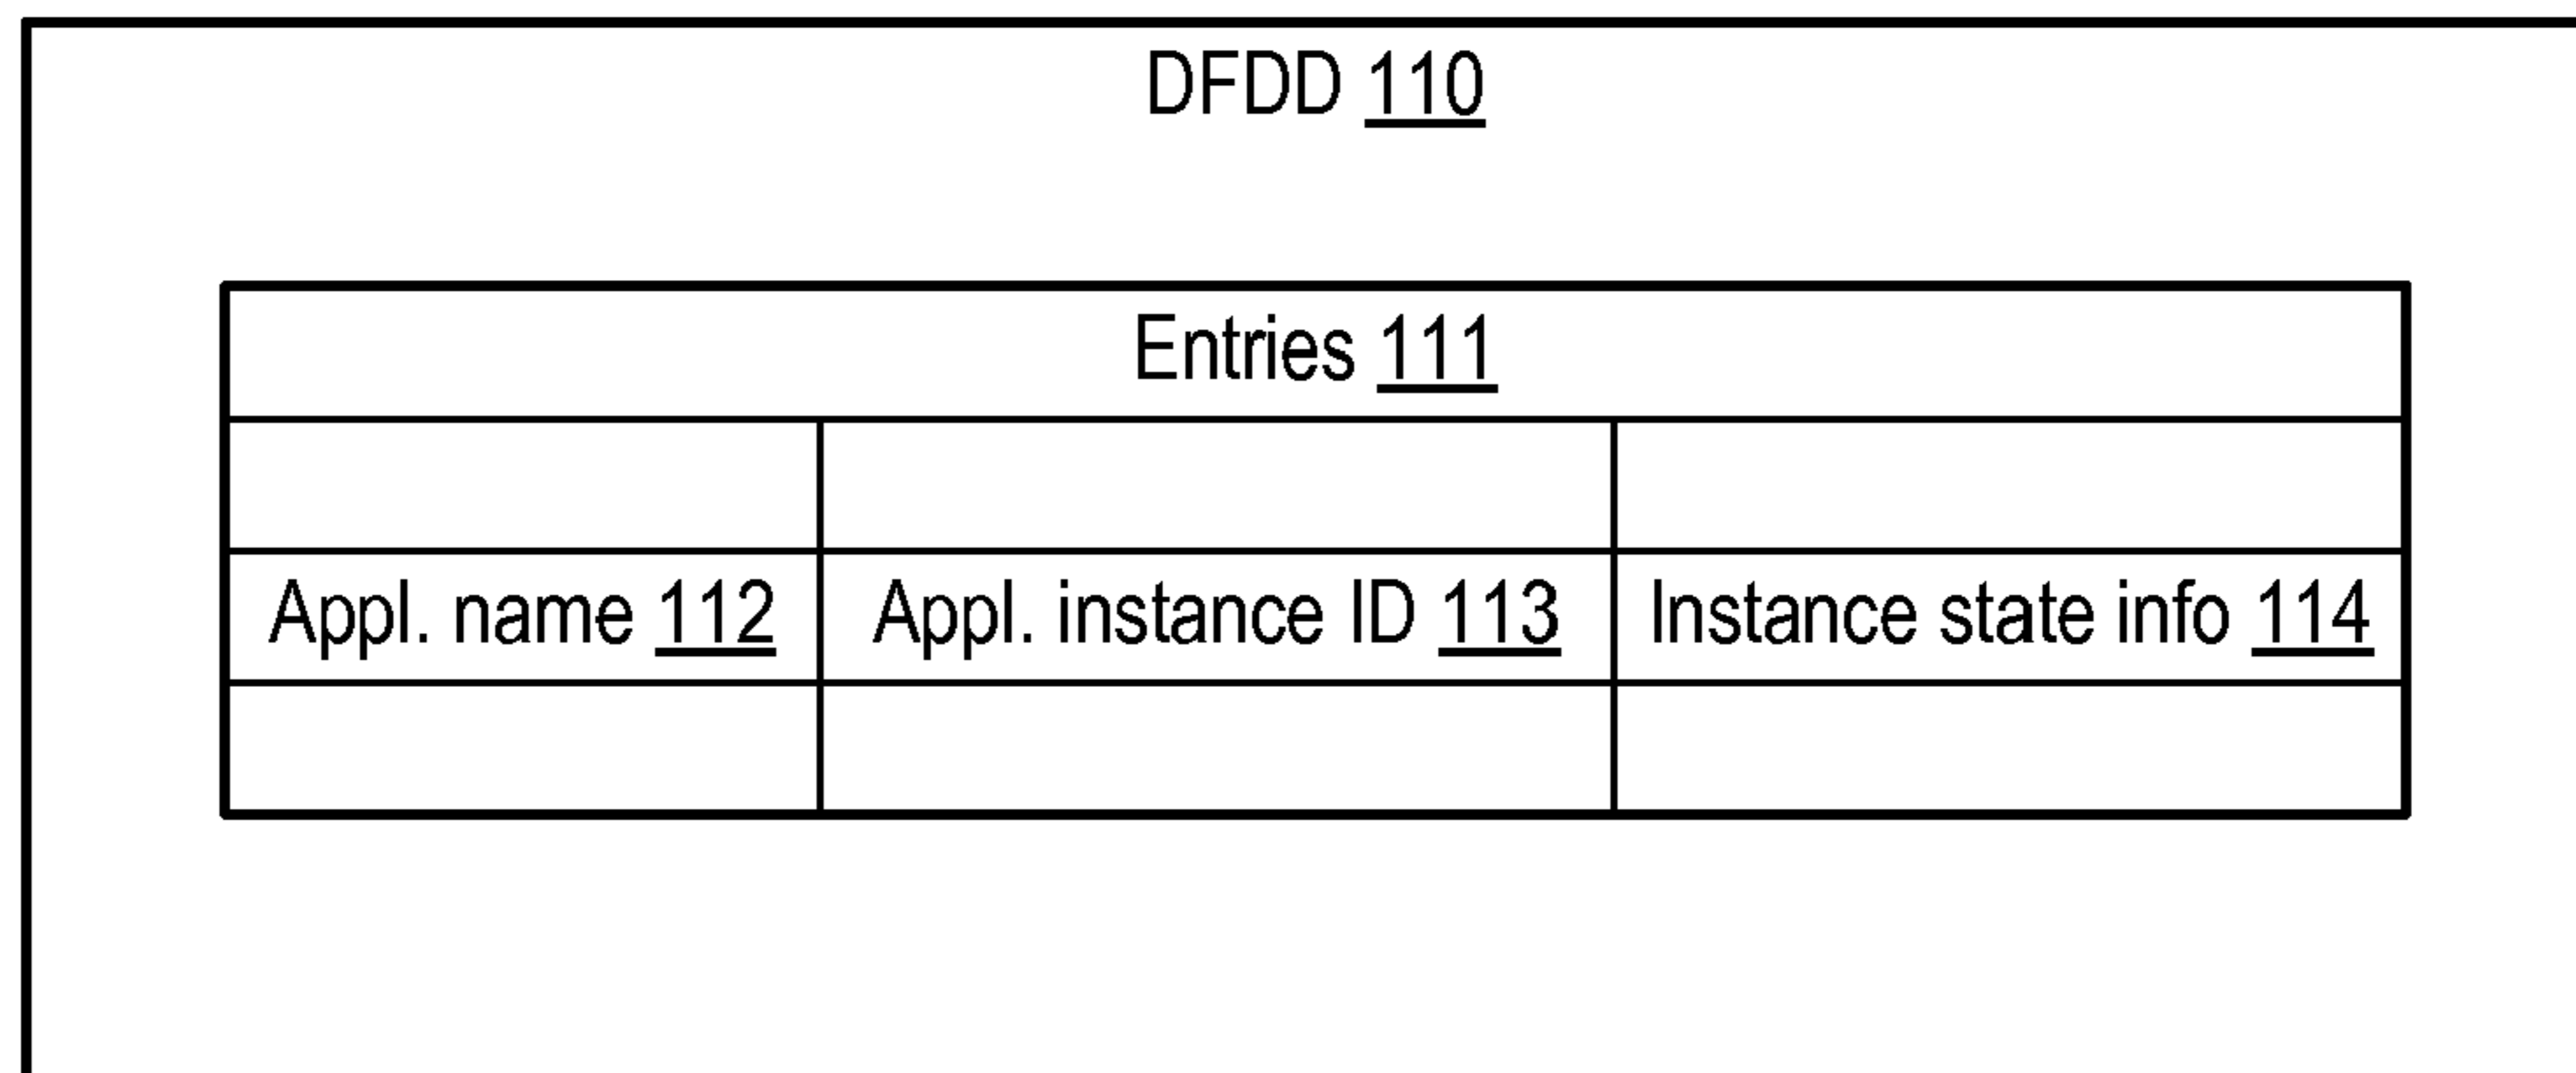 DFDD 110
Entries 111
Appl. name 112 Appl. instance ID 113 Instance state info 114